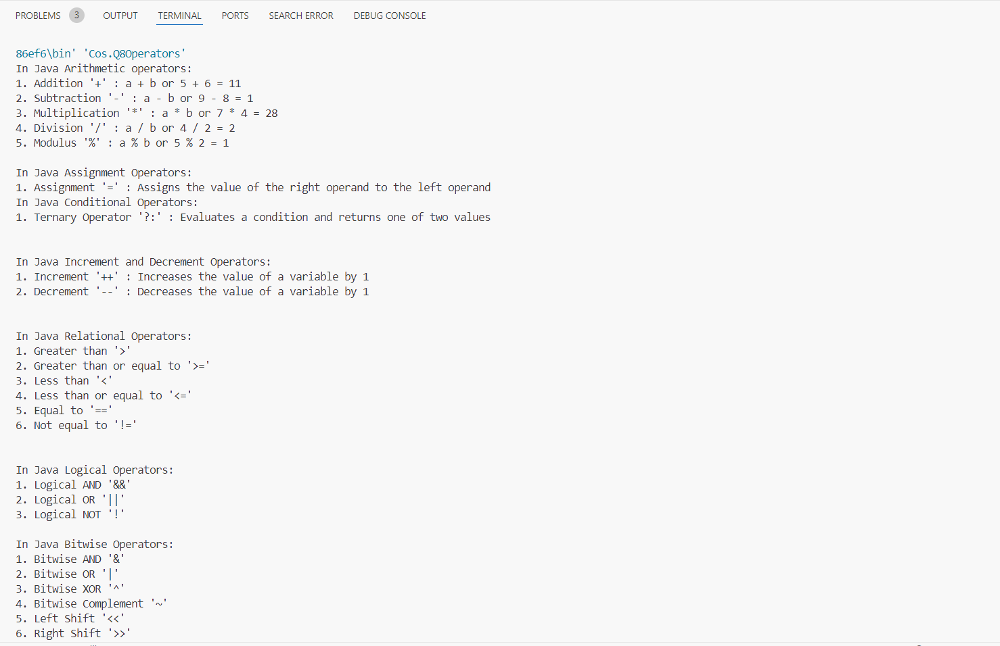 PROBLEMS 3 OUTPUT TERMINAL PORTS SEARCH ERROR DEBUG CONSOLE
86ef6\bin' 'Cos.Q8Operators'
In Java Arithmetic operators:
1. Addition '+' : a + b or 5 + 6 = 11
2. Subtraction '-' : a - b or 9 - 8 = 1
3. Multiplication '*' : a * b or 7 * 4 = 28
4. Division '/' : a / b or 4 / 2 = 2
5. Modulus '%' : a % b or 5 % 2 = 1
In Java Assignment Operators:
1. Assignment '=' : Assigns the value of the right operand to the left operand
In Java Conditional Operators:
1. Ternary Operator '?:' : Evaluates a condition and returns one of two values
In Java Increment and Decrement Operators:
1. Increment '++' : Increases the value of a variable by 1
2. Decrement '--' : Decreases the value of a variable by 1
In Java Relational Operators:
1. Greater than '>'
2. Greater than or equal to '>='
3. Less than '<'
4. Less than or equal to '<='
5. Equal to '=='
6. Not equal to '!='
In Java Logical Operators:
1. Logical AND '&&'
2. Logical OR '||'
3. Logical NOT '!'
In Java Bitwise Operators:
1. Bitwise AND '&'
2. Bitwise OR '|'
3. Bitwise XOR '^'
4. Bitwise Complement '~'
5. Left Shift '<<'
6. Right Shift '>>'